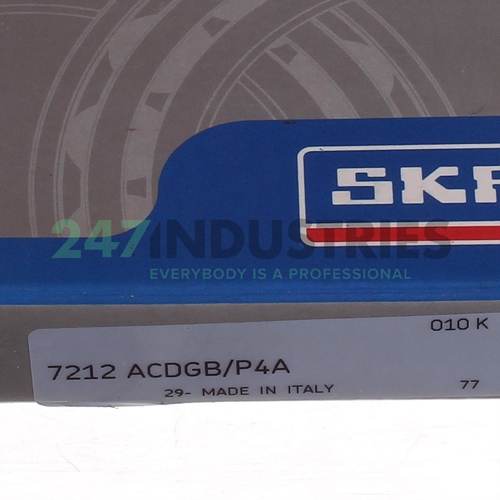 SKF
247INDUSTRIES
EVERYBODY IS A PROFESSIONAL
010 K
7212 ACDGB/P4A
29- MADE IN ITALY 77